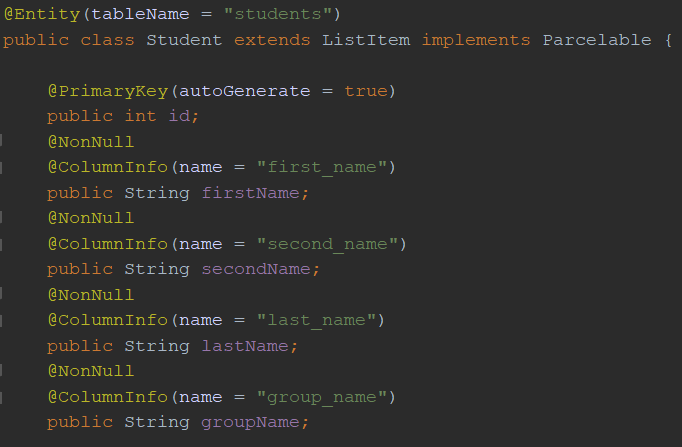 @Entity(tableName = "students")
public class Student extends ListItem implements Parcelable {
@PrimaryKey(autoGenerate = true)
public int id;
@NonNull
@ColumnInfo(name = "first_name")
public String firstName;
@NonNull
@ColumnInfo(name = "second_name")
public String secondName;
@NonNull
@ColumnInfo(name = "last_name")
public String lastName;
@NonNull
@ColumnInfo(name = "group_name")
public String groupName;